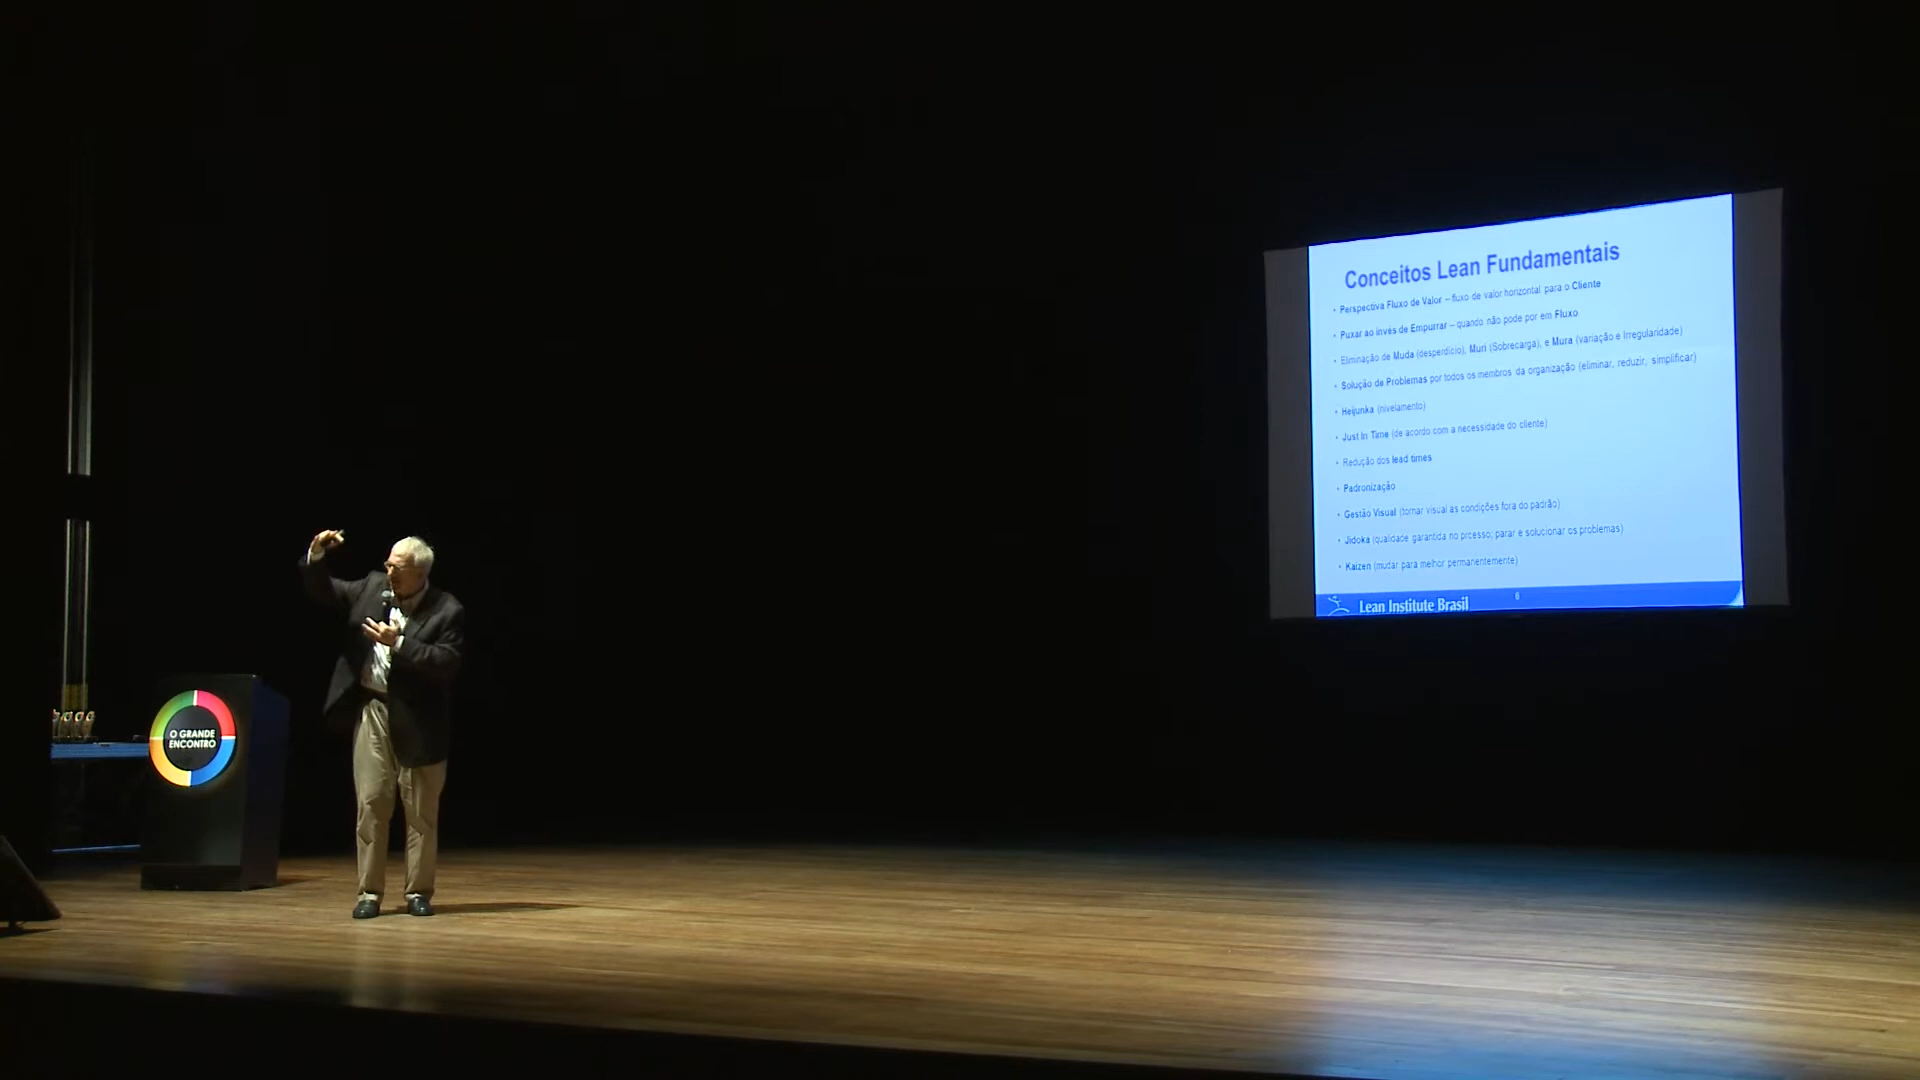 Conceitos Lean Fundamentais
• Perspectiva Fluxo de Valor – fluxo de valor horizontal para o Cliente
• Puxar ao invés de Empurrar – quando não pode por em Fluxo
• Eliminação de Muda (desperdício), Muri (Sobrecarga), e Mura (variação e Irregularidade)
• Solução de Problemas por todos os membros da organização (eliminar, reduzir, simplificar)
• Heijunka (nivelamento)
• Just In Time (de acordo com a necessidade do cliente)
• Redução dos lead times
• Padronização
• Gestão Visual (tornar visual as condições fora do padrão)
• Jidoka (qualidade garantida no prcesso; parar e solucionar os problemas)
• Kaizen (mudar para melhor permanentemente)
Lean Institute Brasil
6
O GRANDE
ENCONTRO